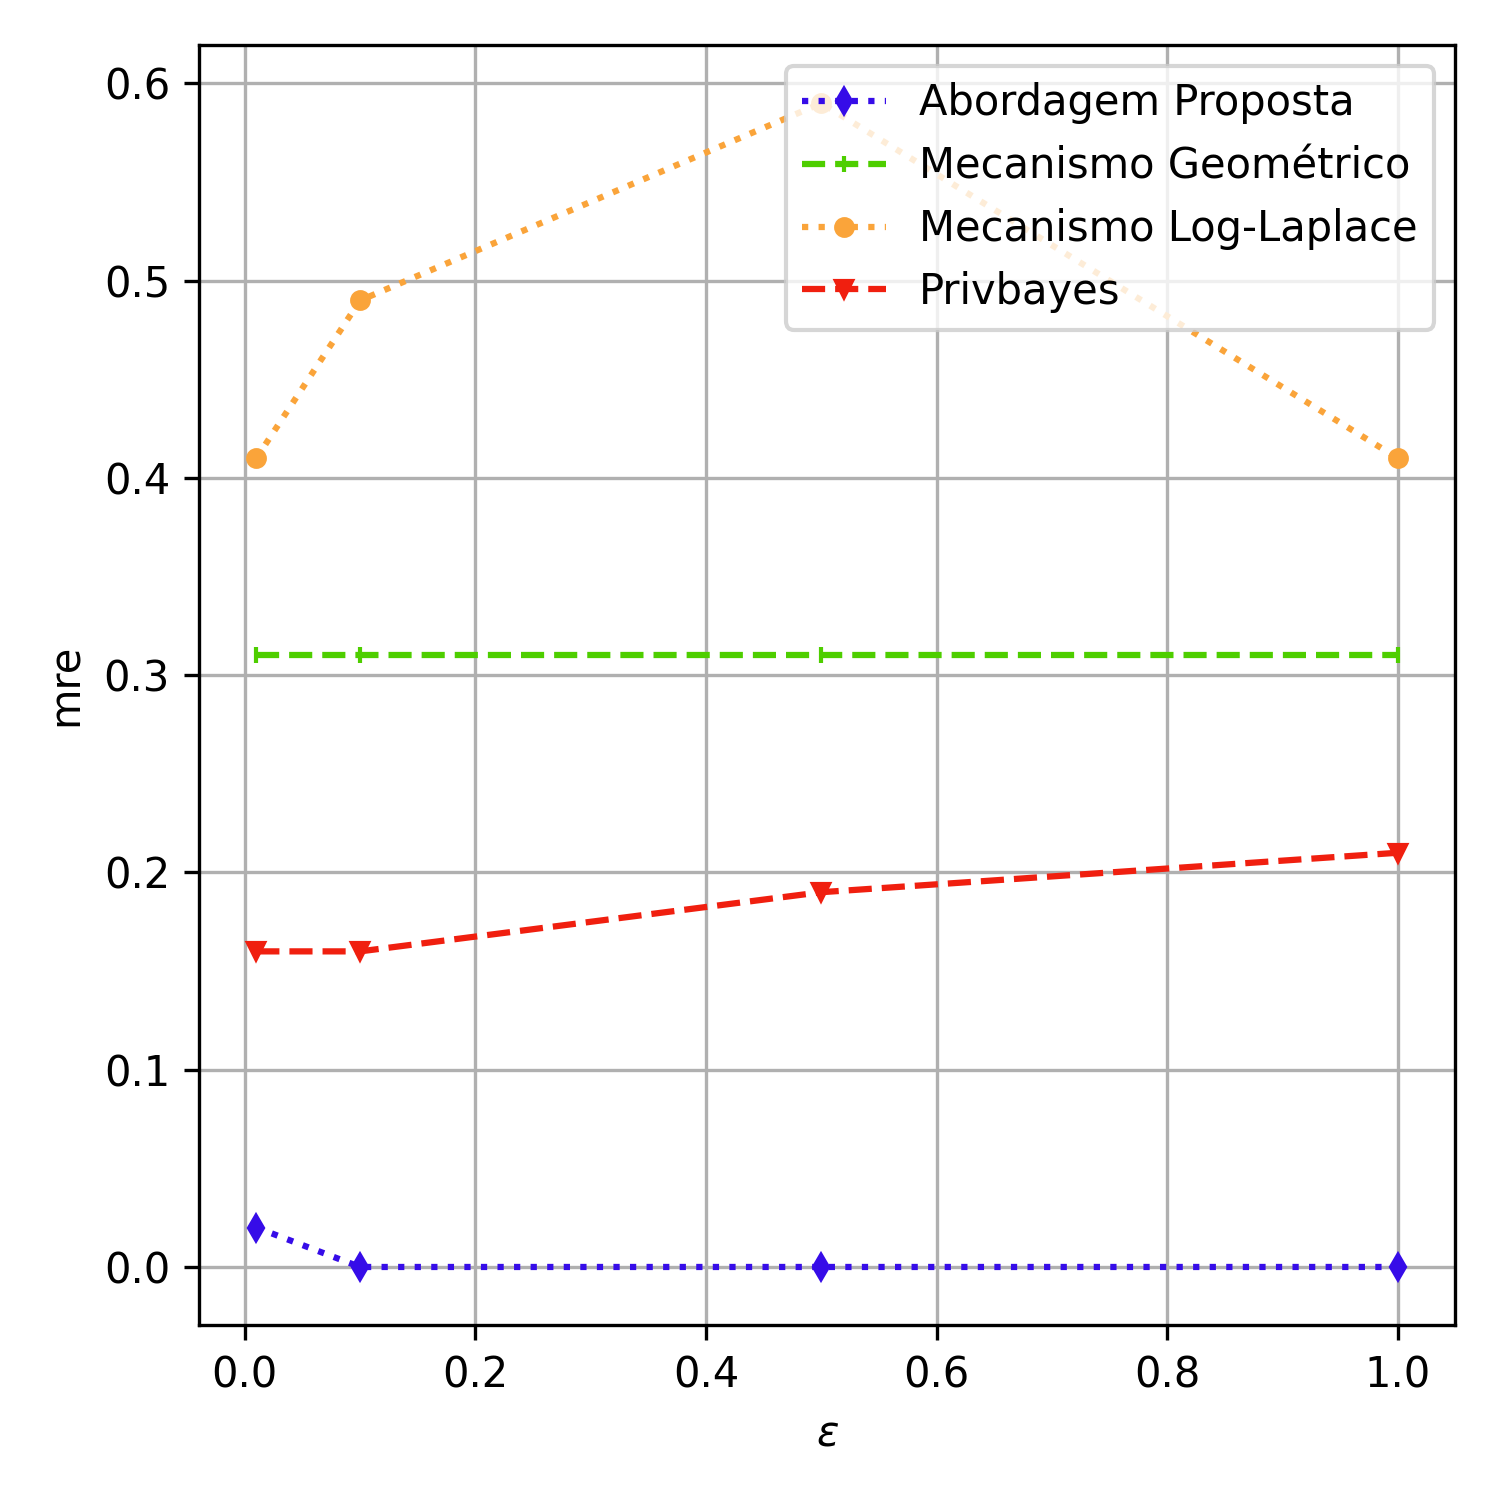 0.6
0.5
0.4
0.3
0.2
0.1
0.0
mre
Abordagem Proposta
Mecanismo Geométrico
Mecanismo Log-Laplace
Privbayes
0.0 0.2 0.4 0.6 0.8 1.0
ε